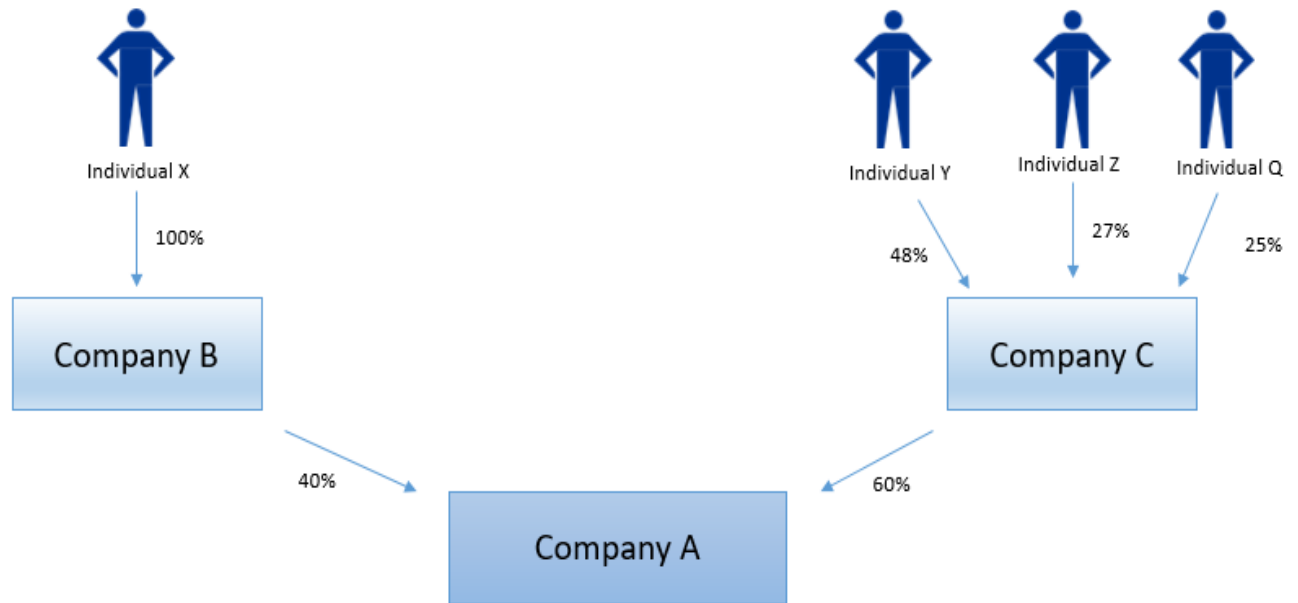 Individual X
Individual Y
Individual Z
Individual Q
100%
48%
27%
25%
Company B
Company C
40%
60%
Company A